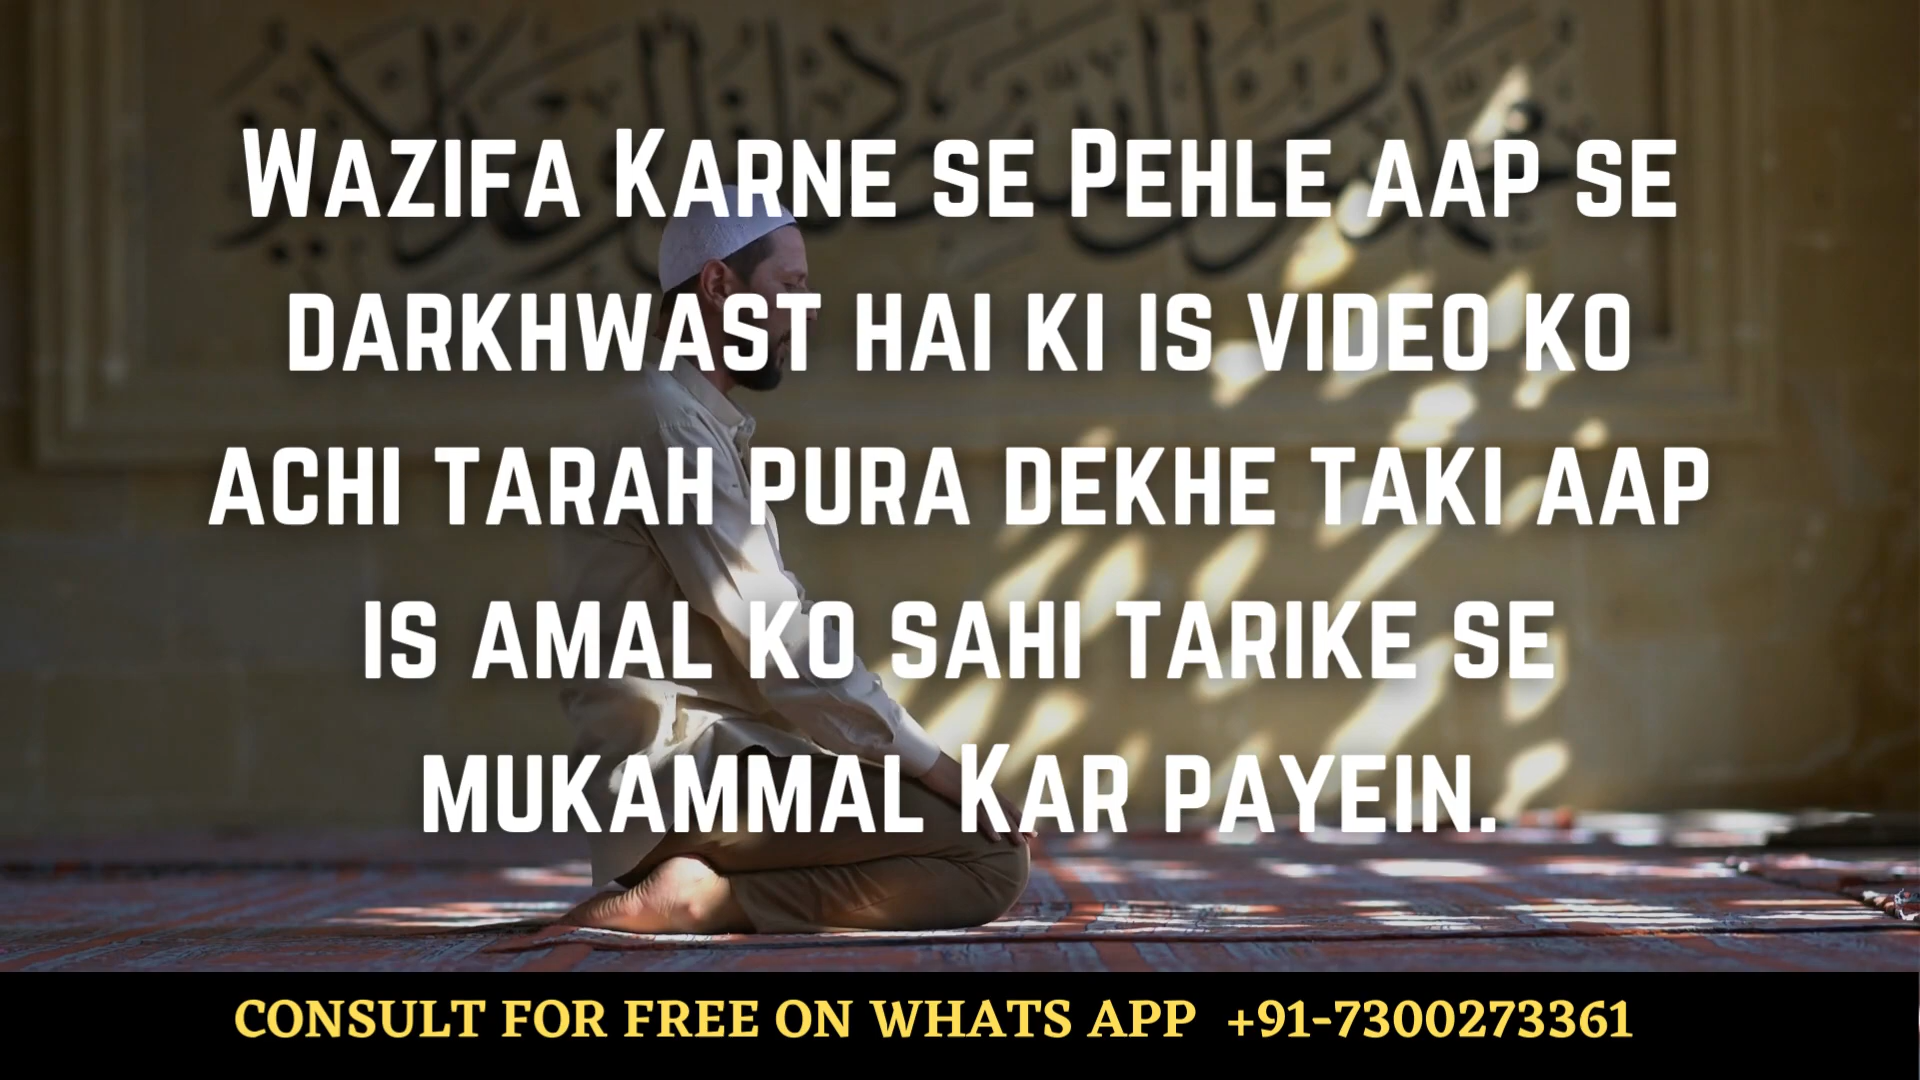 Wazifa Karne se Pehle aap se
darkhwast hai ki is video ko
achi tarah pura dekhe taki aap
is amal ko sahi tarike se
mukammal Kar payein.
CONSULT FOR FREE ON WHATS APP +91-7300273361